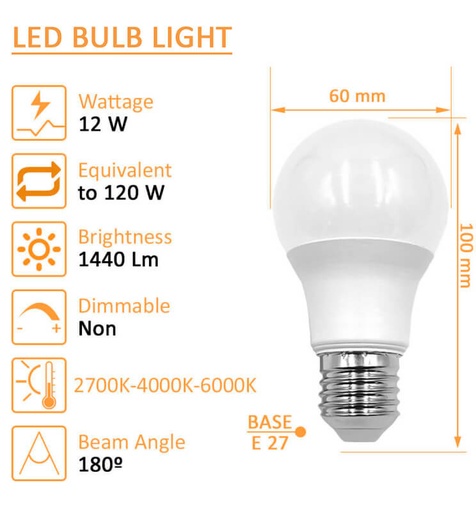 LED BULB LIGHT
Wattage
12 W
Equivalent
to 120 W
Brightness
1440 Lm
Dimmable
Non
- +
2700K-4000K-6000K
Beam Angle
180º
60 mm
100 mm
BASE
E 27